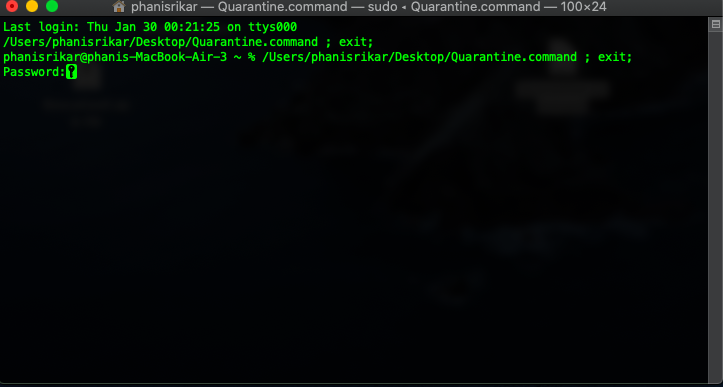 phanisrikar — Quarantine.command — sudo ◂ Quarantine.command — 100×24
Last login: Thu Jan 30 00:21:25 on ttys000
/Users/phanisrikar/Desktop/Quarantine.command ; exit;
phanisrikar@phanis-MacBook-Air-3 ~ % /Users/phanisrikar/Desktop/Quarantine.command ; exit;
Password: